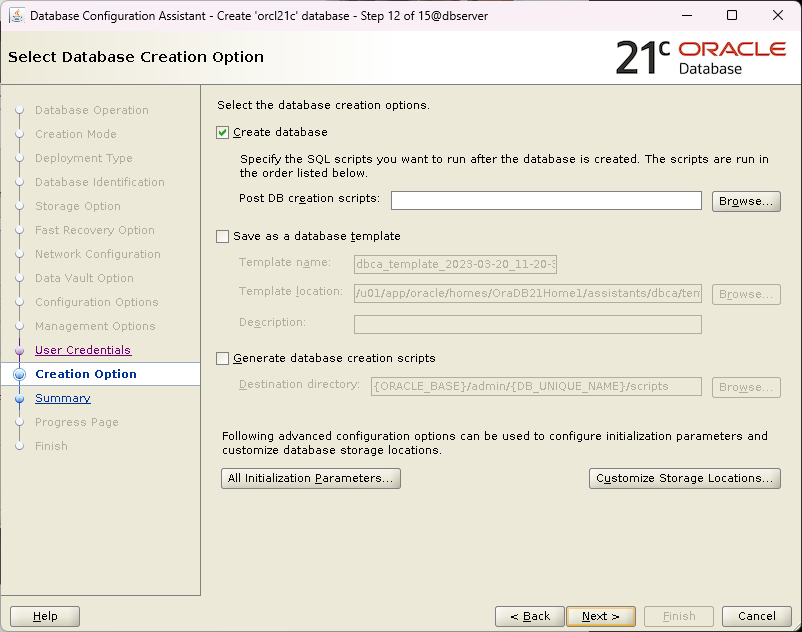 Database Configuration Assistant - Create 'orcl21c' database - Step 12 of 15@dbserver
Select Database Creation Option
21c ORACLE
Database
Database Operation
Creation Mode
Deployment Type
Database Identification
Storage Option
Fast Recovery Option
Network Configuration
Data Vault Option
Configuration Options
Management Options
User Credentials
Creation Option
Summary
Progress Page
Finish
Select the database creation options.
Create database
Specify the SQL scripts you want to run after the database is created. The scripts are run in
the order listed below.
Post DB creation scripts:
Browse...
Save as a database template
Template name: dbca_template_2023-03-20_11-20-
Template location: /u01/app/oracle/homes/OraDB21Home1/assistants/dbca/tem Browse...
Description:
Generate database creation scripts
Destination directory: {ORACLE_BASE}/admin/{DB_UNIQUE_NAME}/scripts Browse...
Following advanced configuration options can be used to configure initialization parameters and
customize database storage locations.
All Initialization Parameters... Customize Storage Locations...
Help < Back Next > Finish Cancel